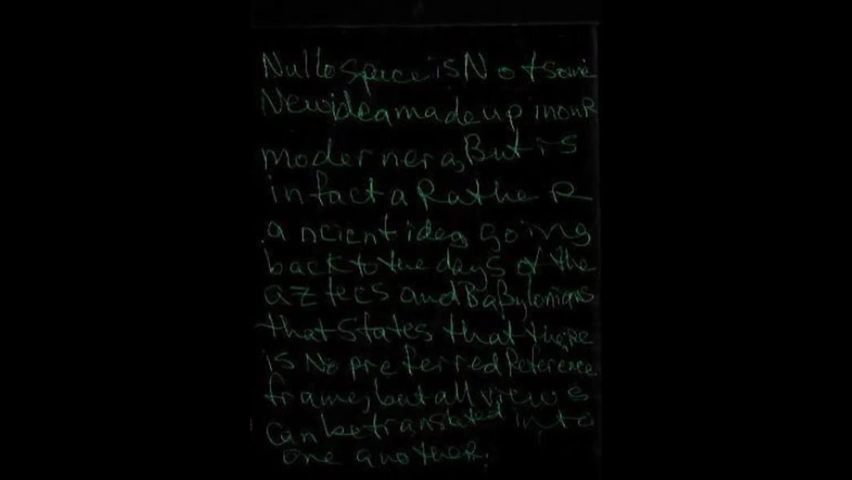 Nullo space is Not some
New idea made up in ouR
modern era, But is
in fact a RatheR
ancient idea, going
back to the days of the
aztecs and Babylonians
that states that there
is No preferred Reference
frame, but all views
can be translated into
one another.